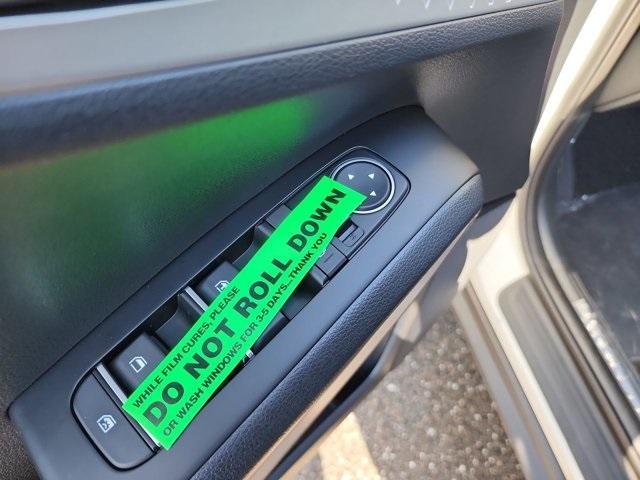 WHILE FILM CURES, PLEASE
DO NOT ROLL DOWN
OR WASH WINDOWS FOR 3-5 DAYS...THANK YOU